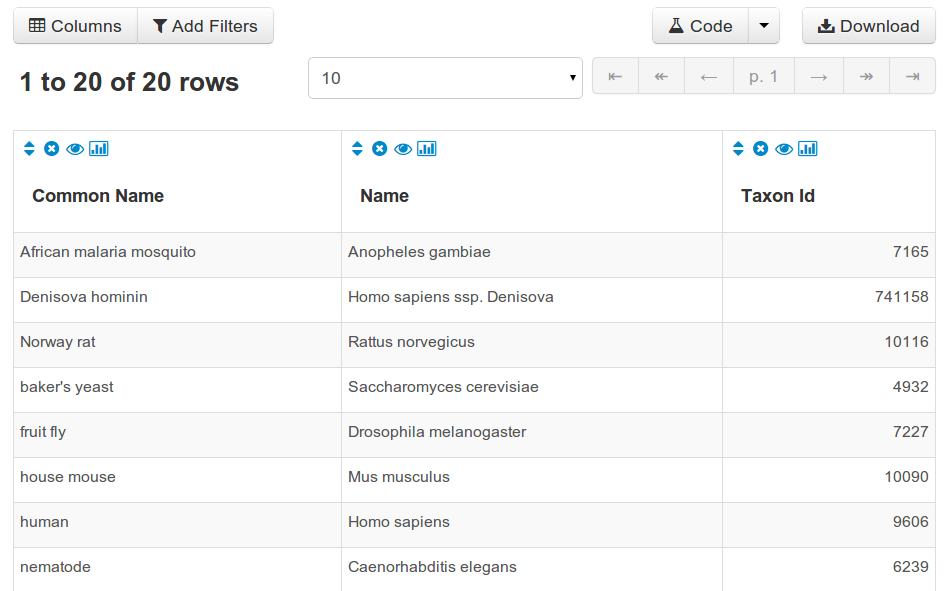 Columns Add Filters Code Download
1 to 20 of 20 rows 10 p. 1
Common Name Name Taxon Id
African malaria mosquito Anopheles gambiae 7165
Denisova hominin Homo sapiens ssp. Denisova 741158
Norway rat Rattus norvegicus 10116
baker's yeast Saccharomyces cerevisiae 4932
fruit fly Drosophila melanogaster 7227
house mouse Mus musculus 10090
human Homo sapiens 9606
nematode Caenorhabditis elegans 6239